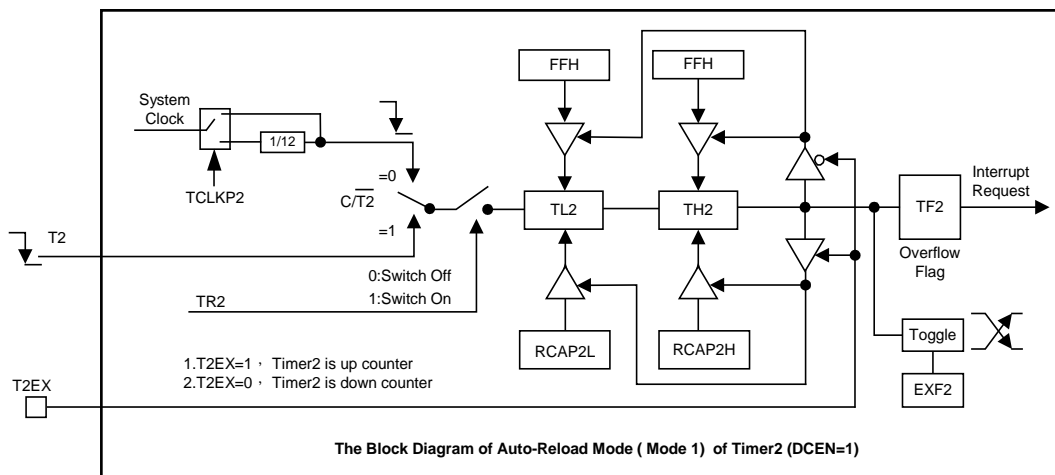 System
Clock
1/12
TCLKP2
FFH
FFH
=0
C/T2
=1
TL2
TH2
TF2
Interrupt
Request
Overflow
Flag
T2
0:Switch Off
1:Switch On
TR2
RCAP2L
RCAP2H
Toggle
EXF2
1.T2EX=1， Timer2 is up counter
2.T2EX=0， Timer2 is down counter
T2EX
The Block Diagram of Auto-Reload Mode ( Mode 1) of Timer2 (DCEN=1)